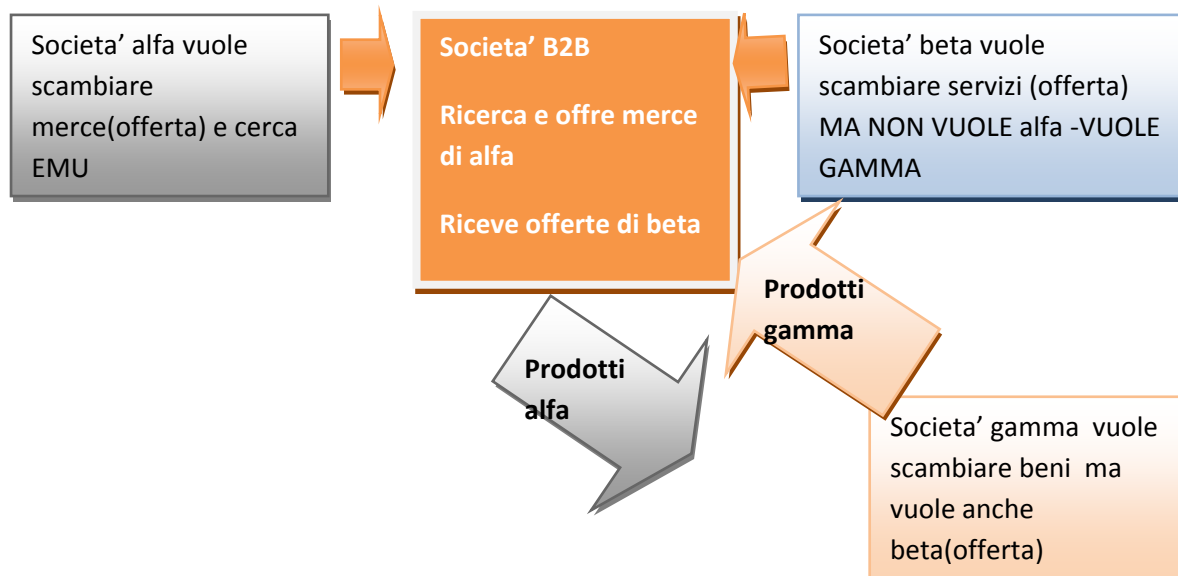 Societa’ alfa vuole
scambiare
merce(offerta) e cerca
EMU
Societa’ B2B
Ricerca e offre merce
di alfa
Riceve offerte di beta
Societa’ beta vuole
scambiare servizi (offerta)
MA NON VUOLE alfa -VUOLE
GAMMA
Prodotti
alfa
Prodotti
gamma
Societa’ gamma vuole
scambiare beni ma
vuole anche
beta(offerta)